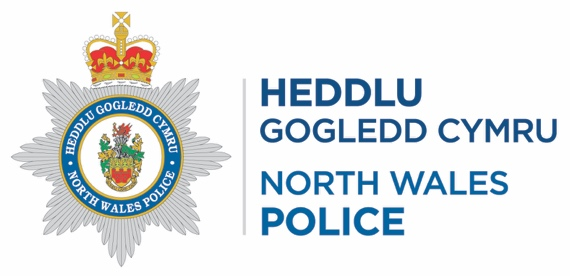 HEDDLU GOGLEDD CYMRU
NORTH WALES POLICE
HEDDLU
GOGLEDD CYMRU
NORTH WALES
POLICE